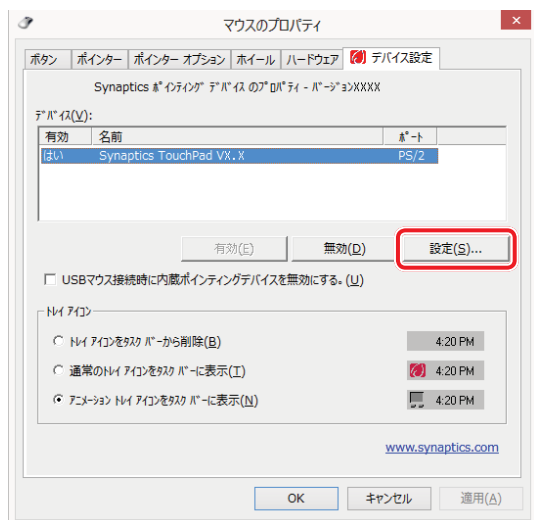 マウスのプロパティ
ボタン ポインター ポインター オプション ホイール ハードウェア デバイス設定
Synaptics ﾎﾟｲﾝﾃｨﾝｸﾞ ﾃﾞﾊﾞｲｽ のﾌﾟﾛﾊﾟﾃｨ - ﾊﾞｰｼﾞｮﾝXXXX
ﾃﾞﾊﾞｲｽ(V):
有効 名前 ﾎﾟｰﾄ
はい Synaptics TouchPad VX.X PS/2
有効(E) 無効(D) 設定(S)...
USBマウス接続時に内蔵ポインティングデバイスを無効にする。(U)
ﾄﾚｲ ｱｲｺﾝ
ﾄﾚｲ ｱｲｺﾝをﾀｽｸ ﾊﾞｰから削除(B) 4:20 PM
通常のﾄﾚｲ ｱｲｺﾝをﾀｽｸ ﾊﾞｰに表示(T) 4:20 PM
ｱﾆﾒｰｼｮﾝ ﾄﾚｲ ｱｲｺﾝをﾀｽｸ ﾊﾞｰに表示(N) 4:20 PM
www.synaptics.com
OK キャンセル 適用(A)